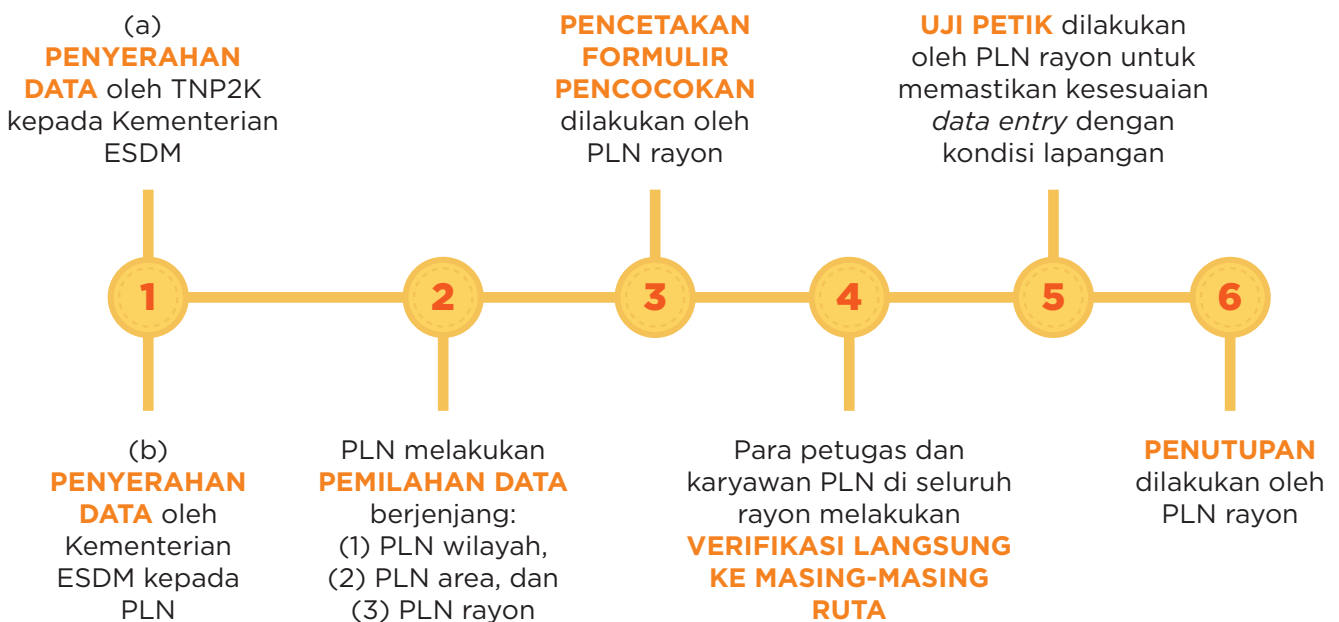 (a)
PENYERAHAN
DATA oleh TNP2K
kepada Kementerian
ESDM
PENCETAKAN
FORMULIR
PENCOCOKAN
dilakukan oleh
PLN rayon
UJI PETIK dilakukan
oleh PLN rayon untuk
memastikan kesesuaian
data entry dengan
kondisi lapangan
1
2
3
4
5
6
(b)
PENYERAHAN
DATA oleh
Kementerian
ESDM kepada
PLN
PLN melakukan
PEMILAHAN DATA
berjenjang:
(1) PLN wilayah,
(2) PLN area, dan
(3) PLN rayon
Para petugas dan
karyawan PLN di seluruh
rayon melakukan
VERIFIKASI LANGSUNG
KE MASING-MASING
RUTA
PENUTUPAN
dilakukan oleh
PLN rayon